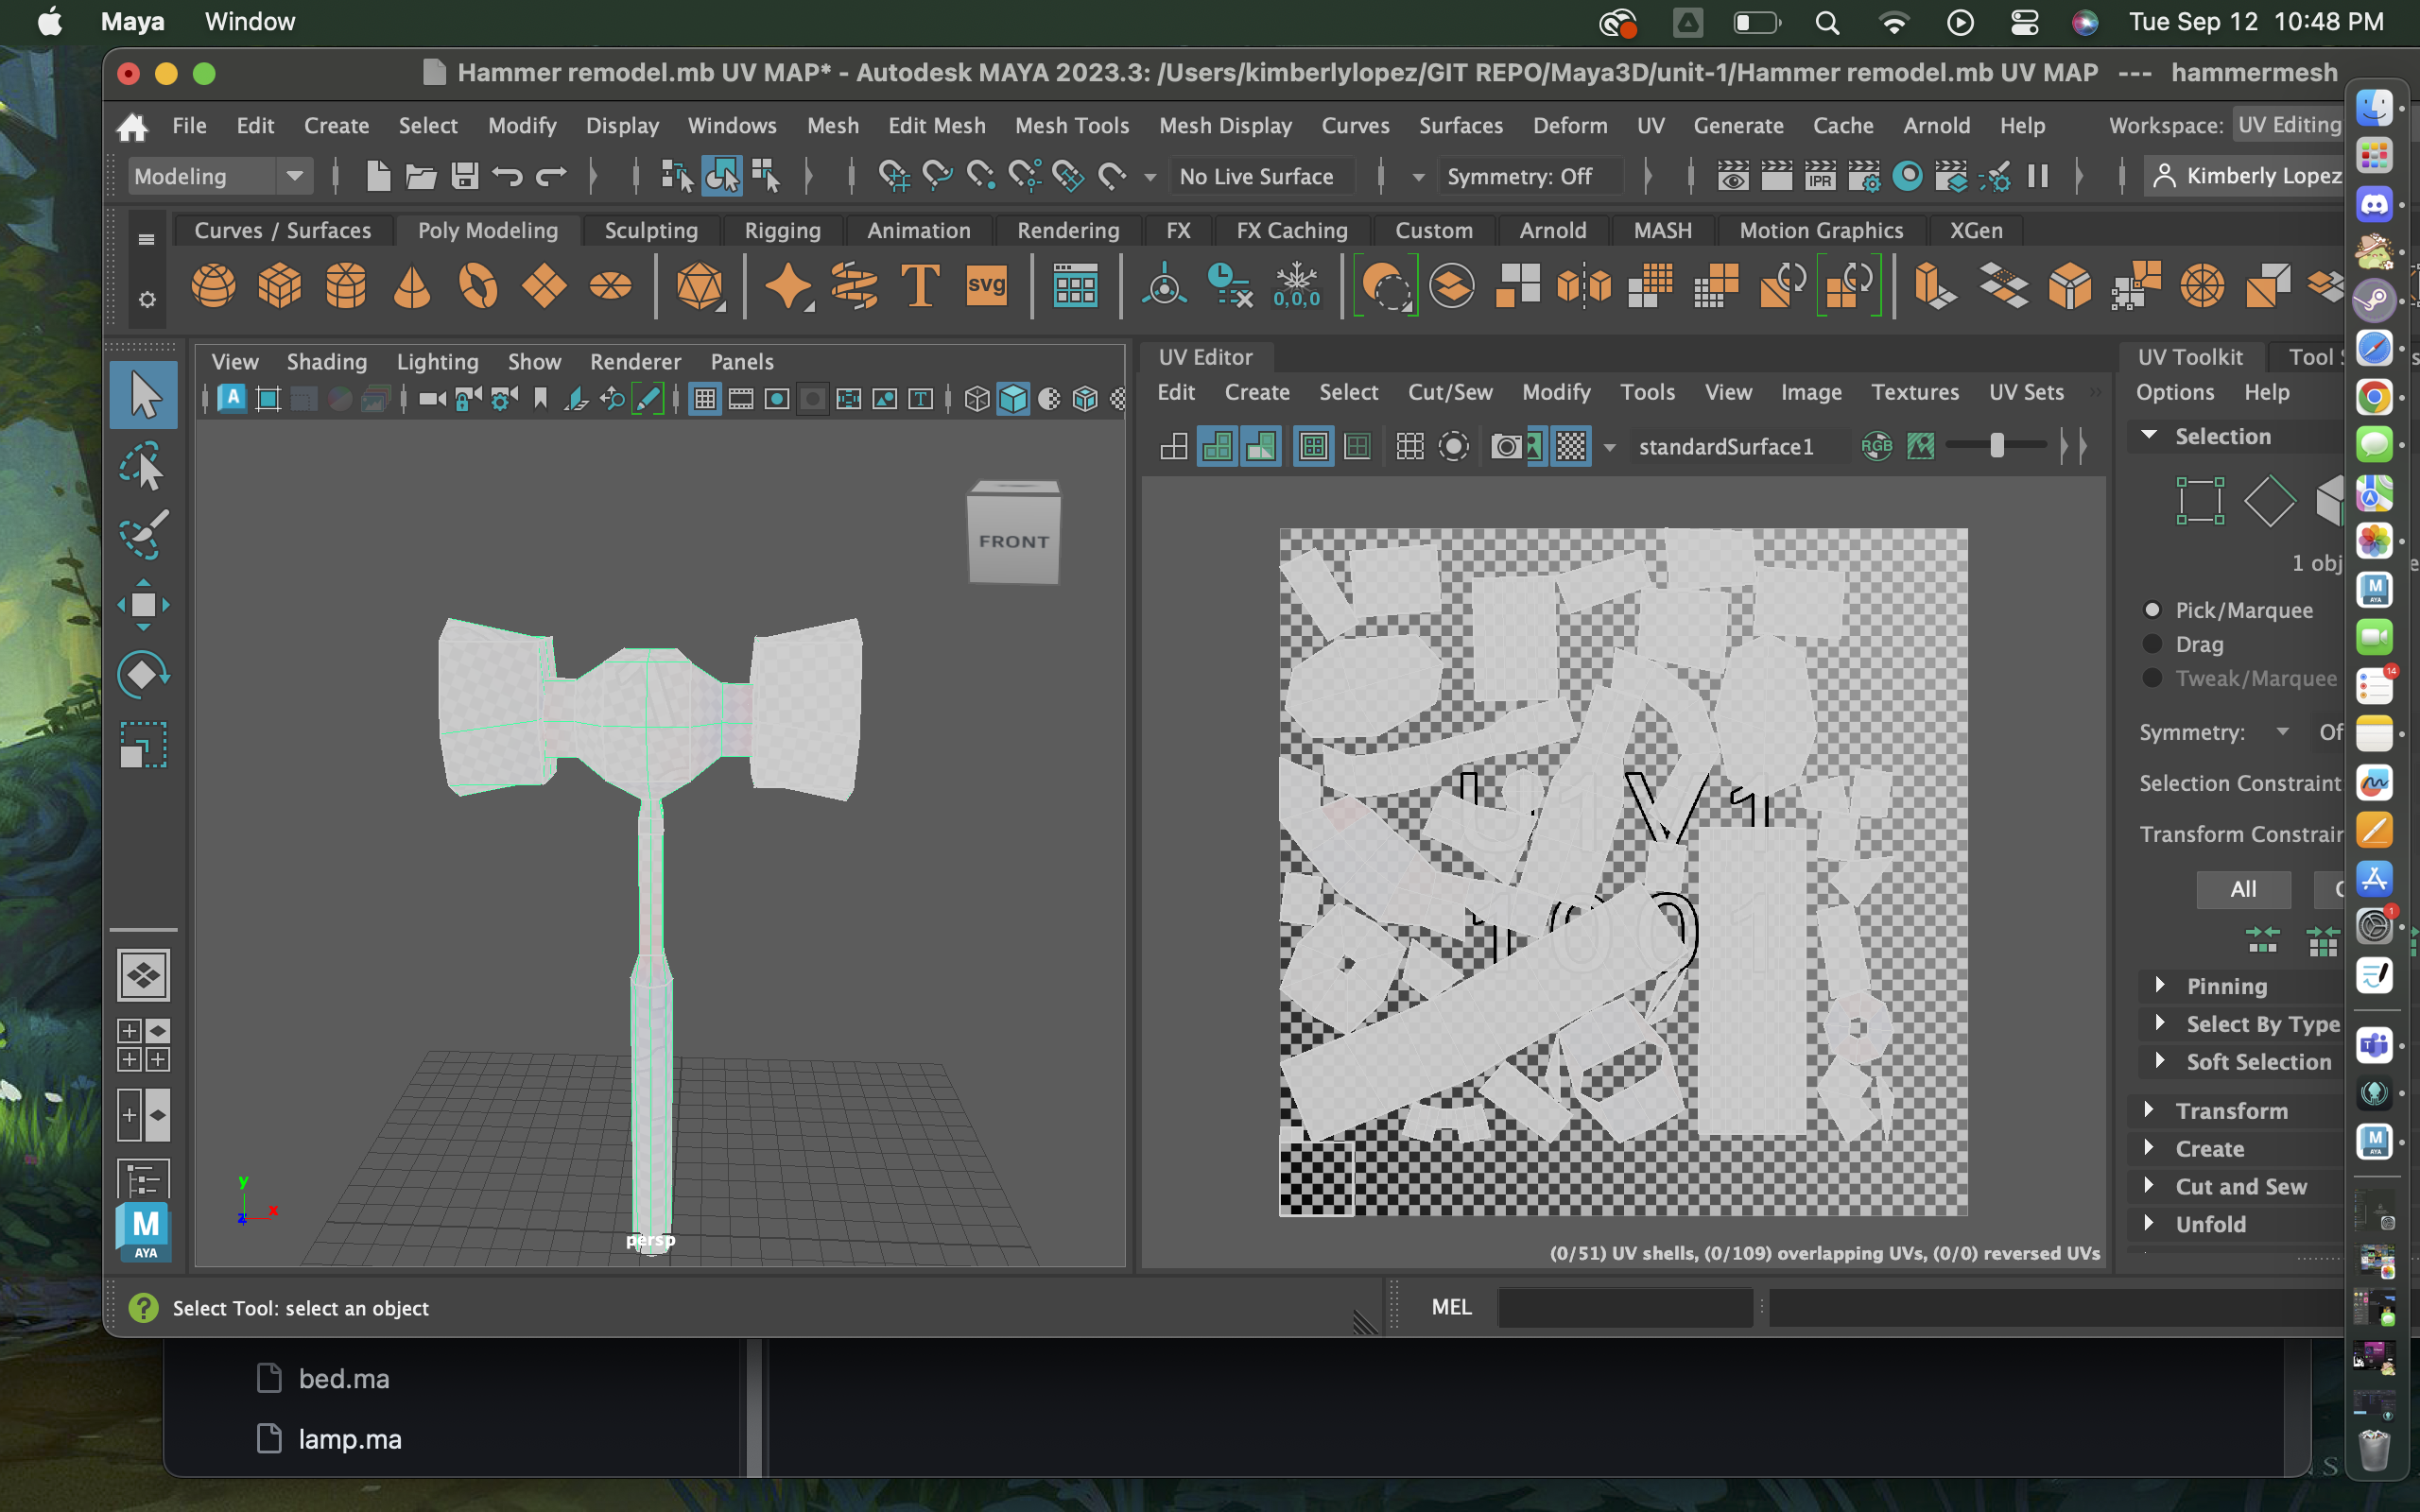 Maya Window Tue Sep 12 10:48 PM
Hammer remodel.mb UV MAP* - Autodesk MAYA 2023.3: /Users/kimberlylopez/GIT REPO/Maya3D/unit-1/Hammer remodel.mb UV MAP --- hammermesh
File Edit Create Select Modify Display Windows Mesh Edit Mesh Mesh Tools Mesh Display Curves Surfaces Deform UV Generate Cache Arnold Help Workspace: UV Editing
Modeling No Live Surface Symmetry: Off IPR Kimberly Lopez
Curves / Surfaces Poly Modeling Sculpting Rigging Animation Rendering FX FX Caching Custom Arnold MASH Motion Graphics XGen
T svg 0,0,0
View Shading Lighting Show Renderer Panels
UV Editor
UV Toolkit Tool
Edit Create Select Cut/Sew Modify Tools View Image Textures UV Sets
Options Help
standardSurface1 RGB
Selection
FRONT
1 obj
Pick/Marquee
Drag
Tweak/Marquee
Symmetry: Of
Selection Constraint
Transform Constrair
All
U1V1
1001
Pinning
Select By Type
Soft Selection
Transform
Create
Cut and Sew
Unfold
y
x
z
persp
(0/51) UV shells, (0/109) overlapping UVs, (0/0) reversed UVs
M
AYA
Select Tool: select an object
MEL
bed.ma
lamp.ma
14
1